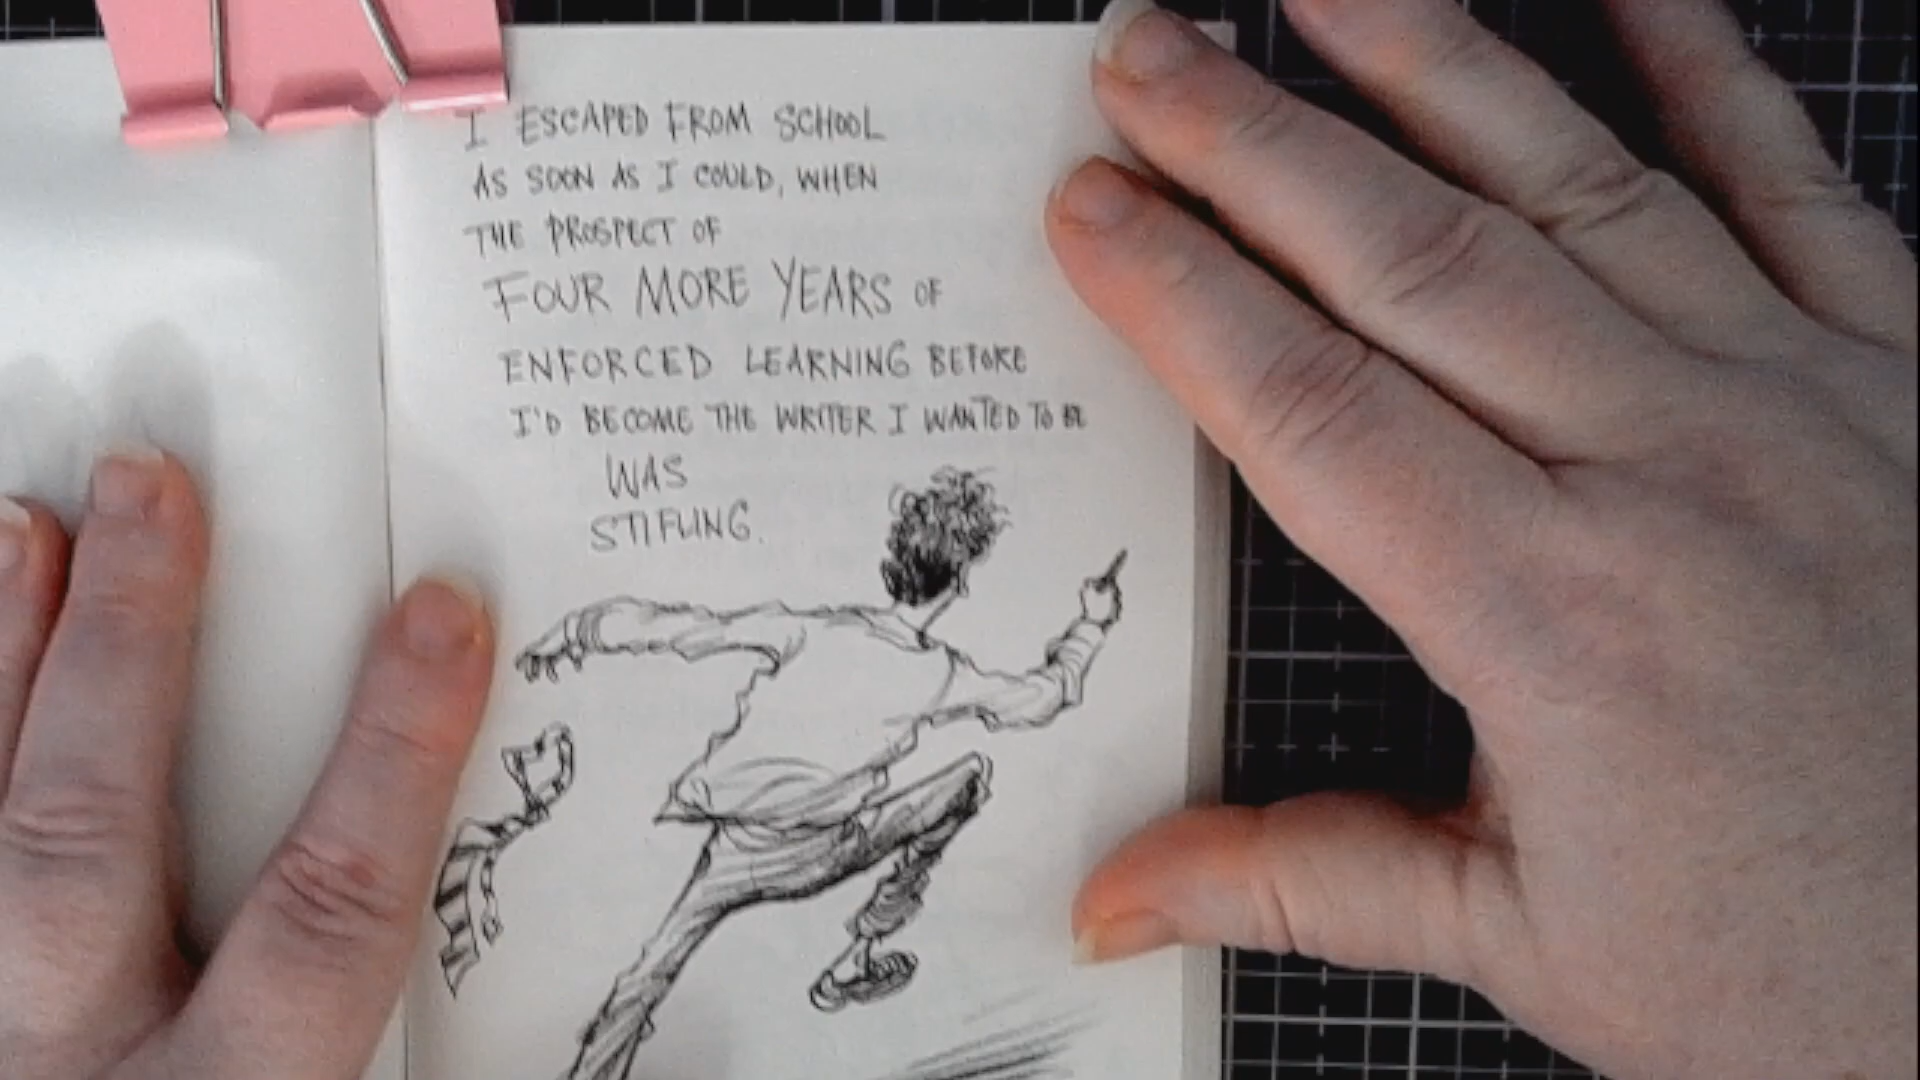 I ESCAPED FROM SCHOOL
AS SOON AS I COULD, WHEN
THE PROSPECT OF
FOUR MORE YEARS OF
ENFORCED LEARNING BEFORE
I'D BECOME THE WRITER I WANTED TO BE
WAS
STIFLING.